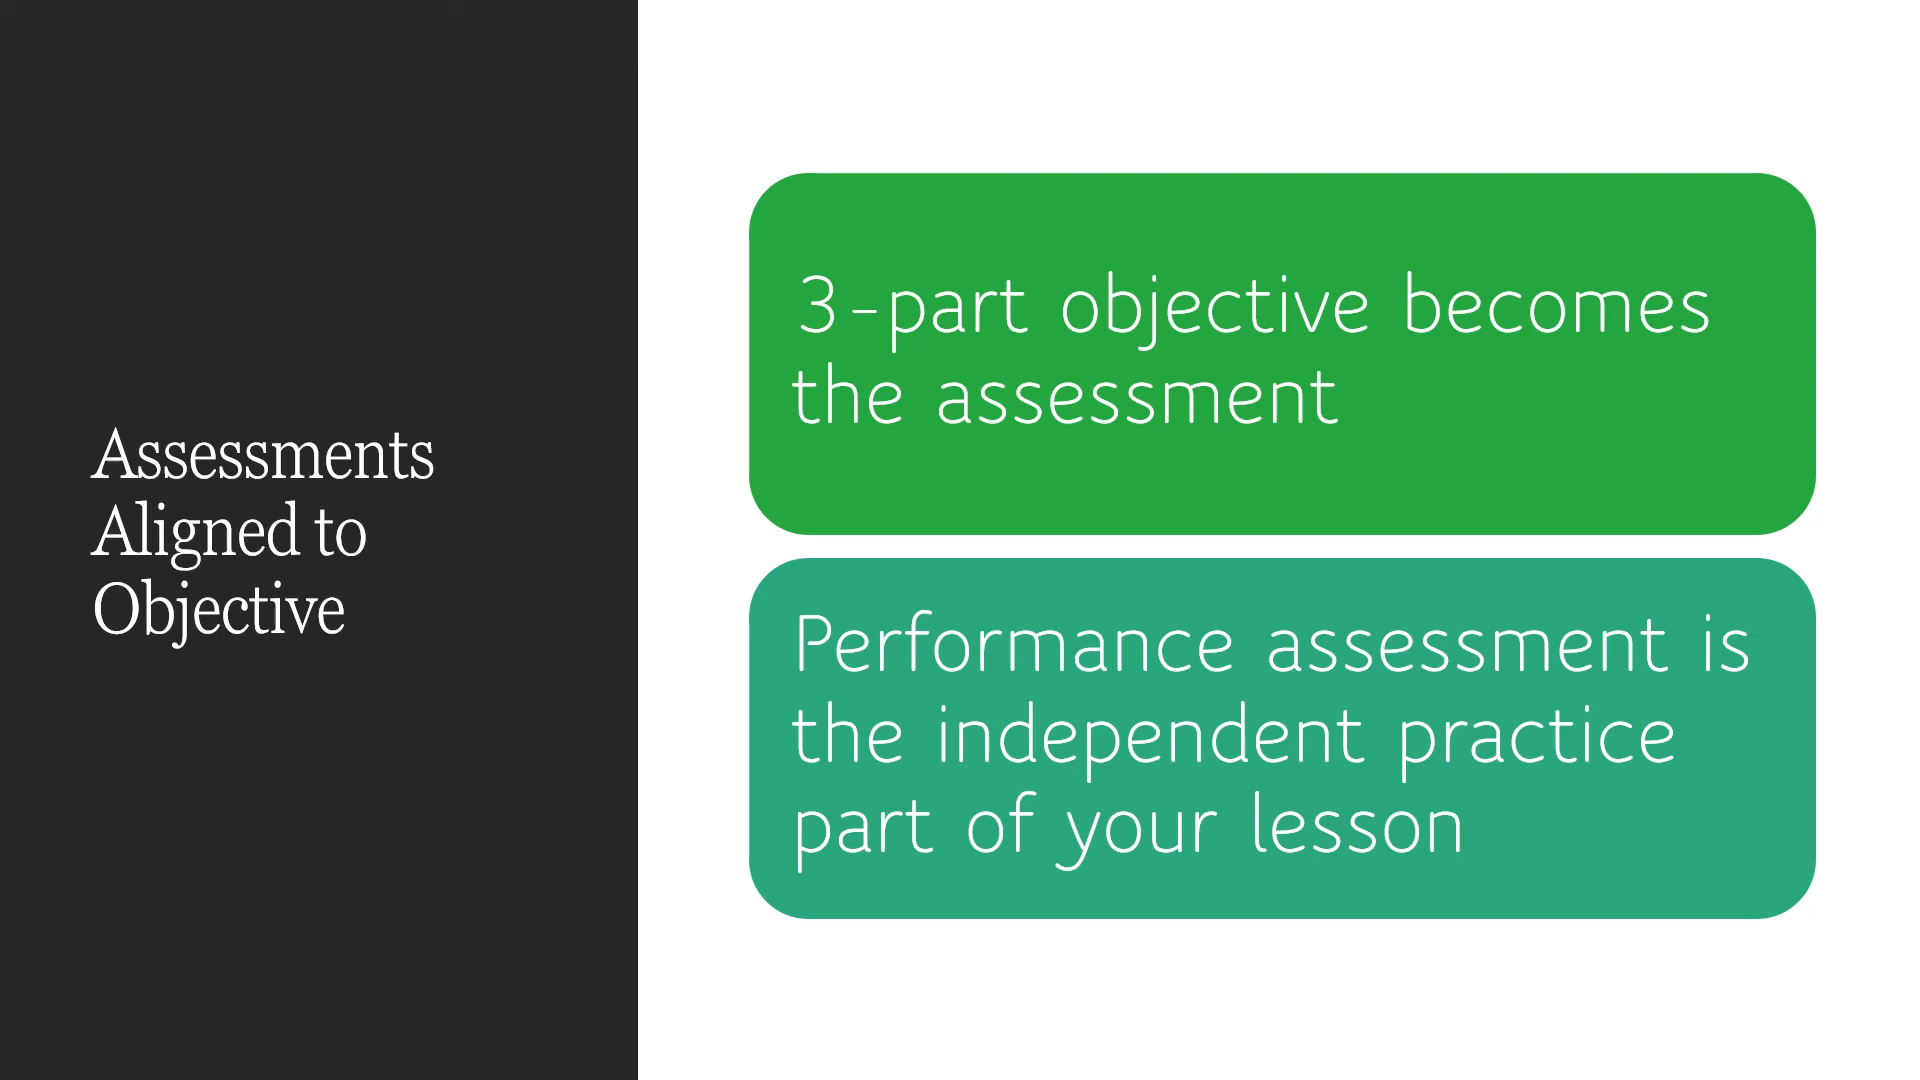 Assessments
Aligned to
Objective
3-part objective becomes
the assessment
Performance assessment is
the independent practice
part of your lesson